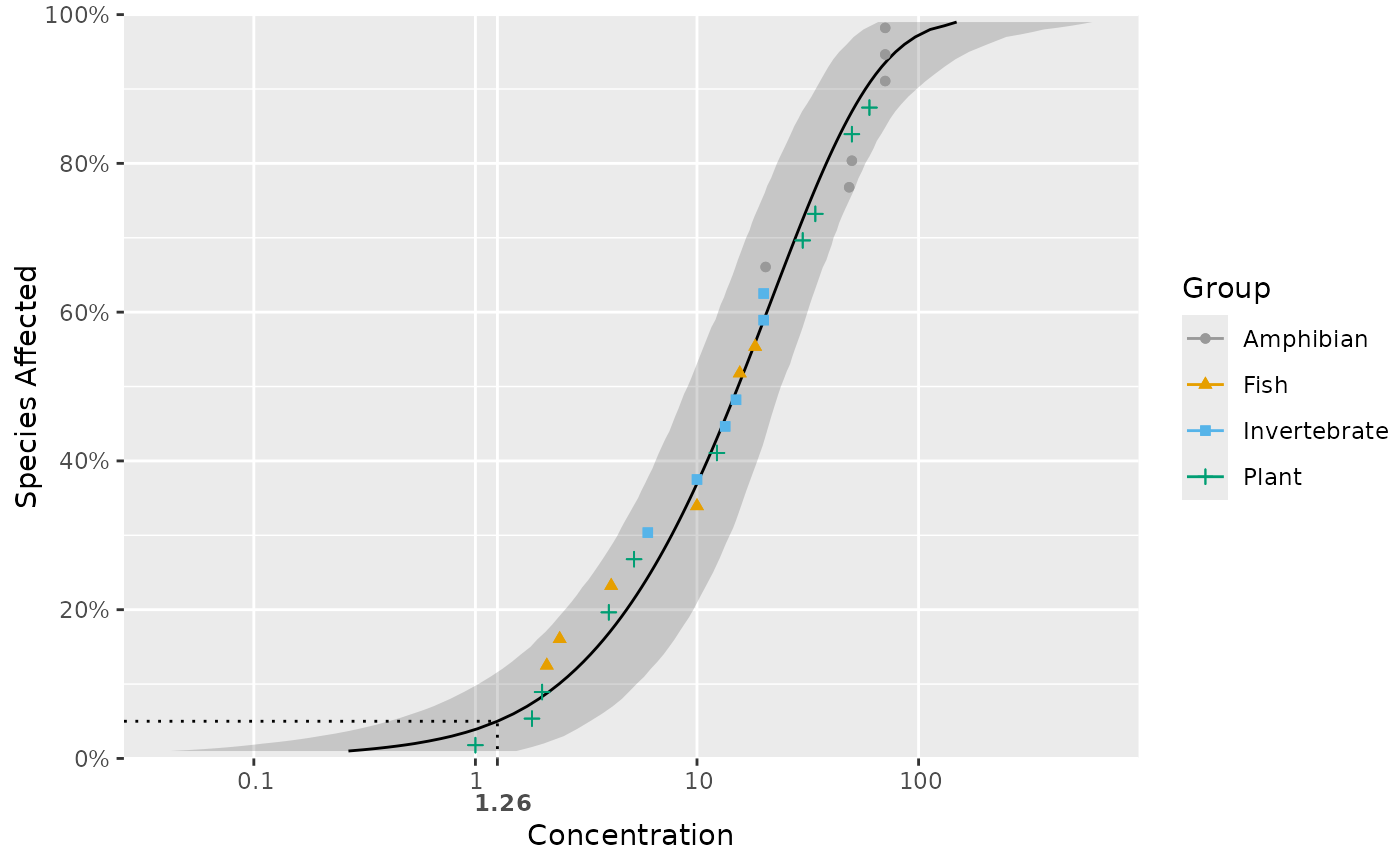 100%
80%
60%
40%
20%
0%
Species Affected
0.1
1
10
100
1.26
Concentration
Group
Amphibian
Fish
Invertebrate
Plant